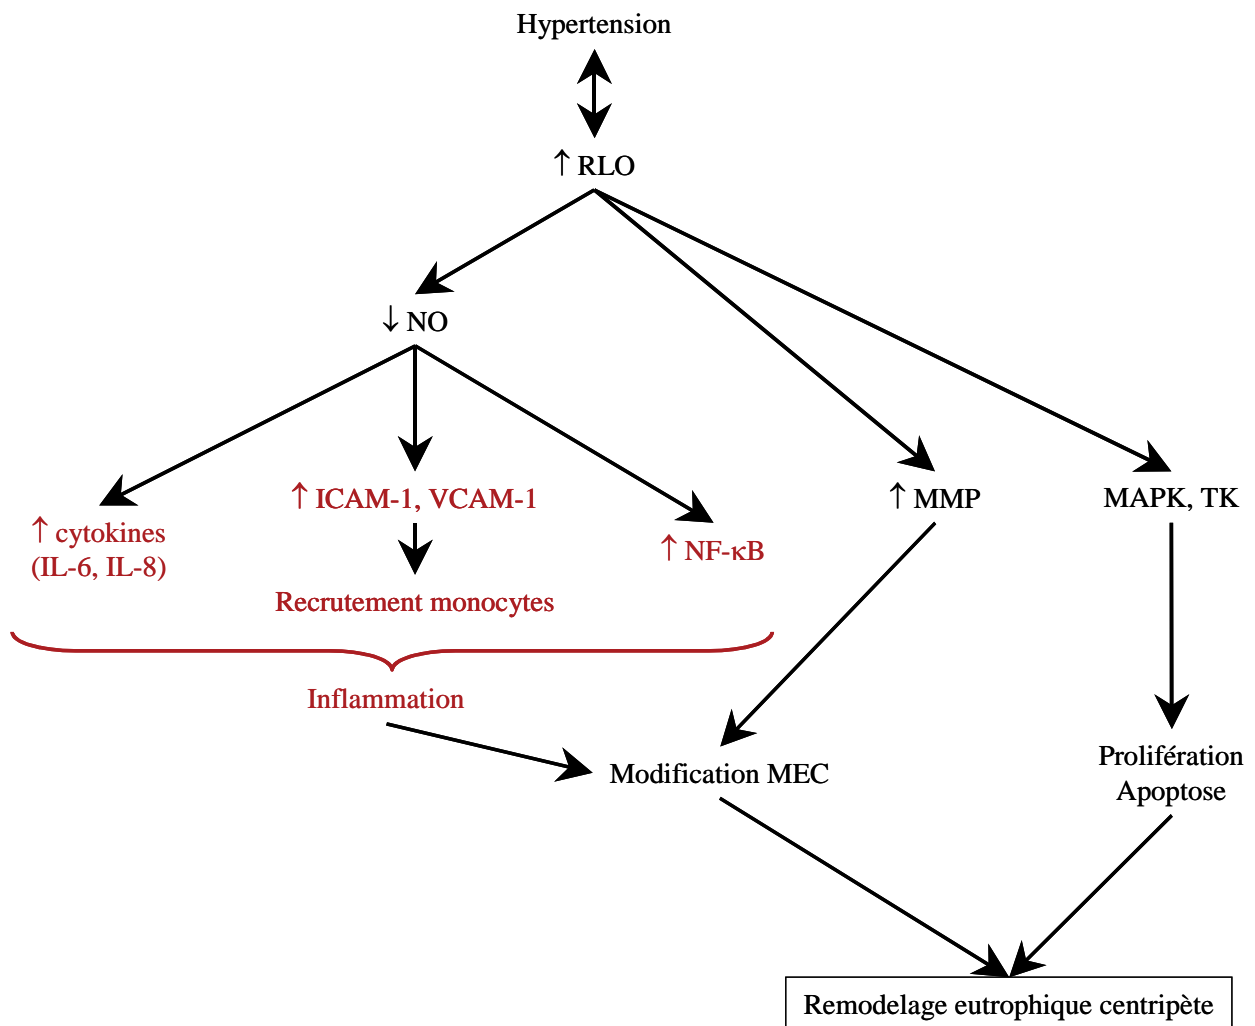 Hypertension
↑ RLO
↓ NO
↑ ICAM-1, VCAM-1
↑ MMP
MAPK, TK
↑ cytokines
(IL-6, IL-8)
↑ NF-κB
Recrutement monocytes
Inflammation
Modification MEC
Prolifération
Apoptose
Remodelage eutrophique centripète